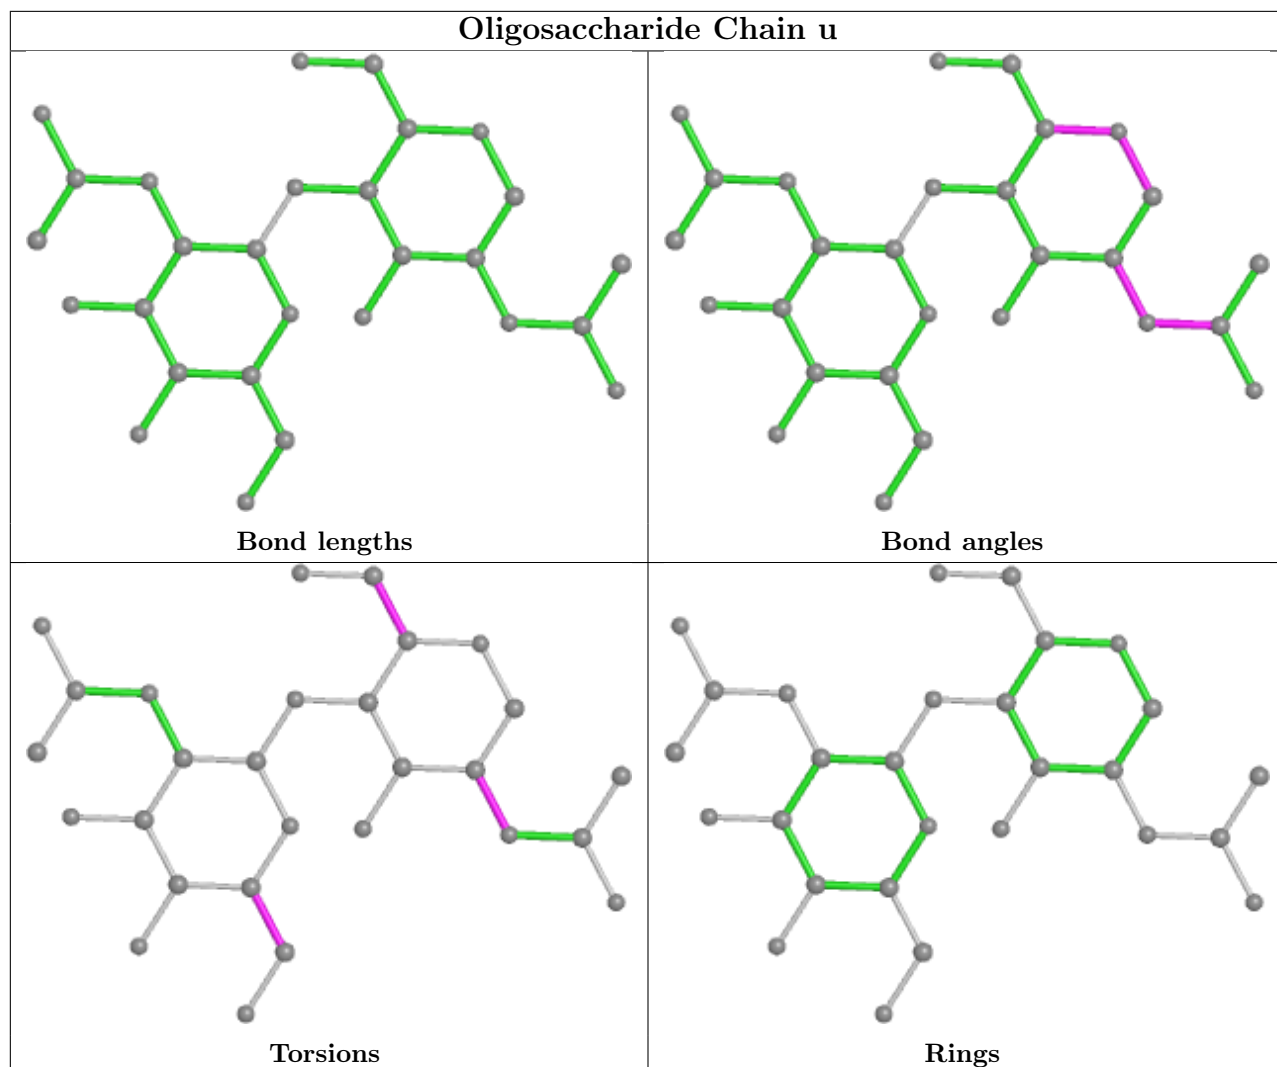 Oligosaccharide Chain u
Bond lengths
Bond angles
Torsions
Rings